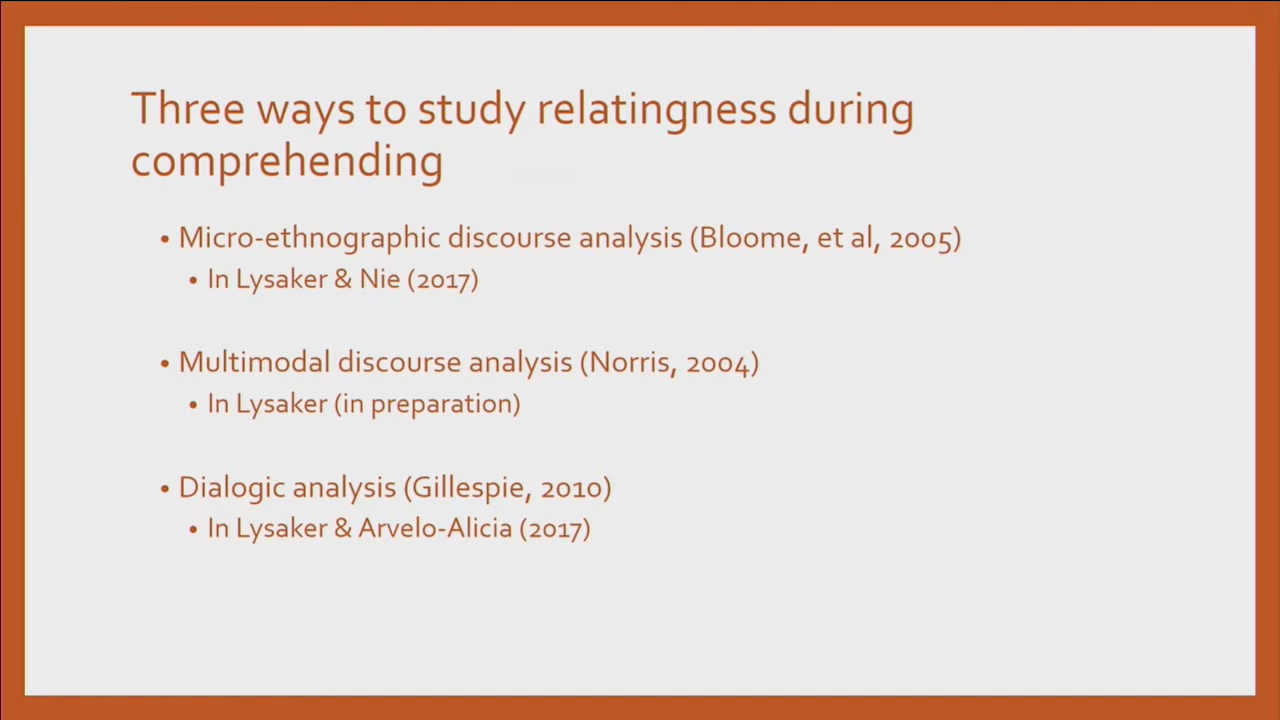 Three ways to study relatingness during
comprehending
• Micro-ethnographic discourse analysis (Bloome, et al, 2005)
• In Lysaker & Nie (2017)
• Multimodal discourse analysis (Norris, 2004)
• In Lysaker (in preparation)
• Dialogic analysis (Gillespie, 2010)
• In Lysaker & Arvelo-Alicia (2017)